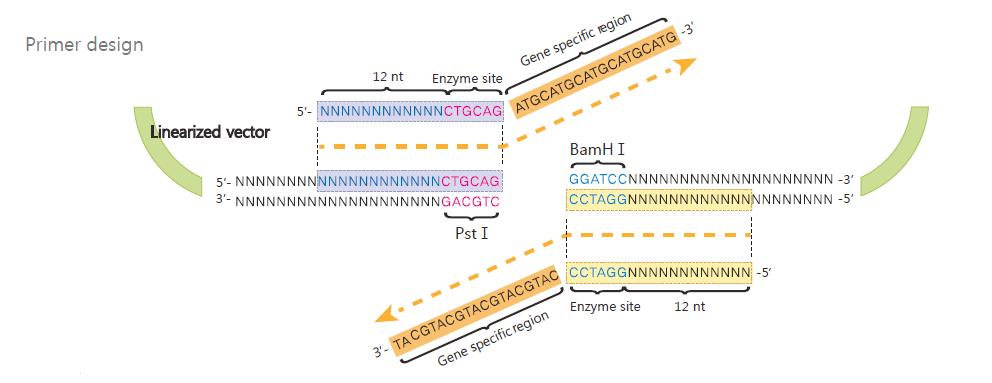 Primer design
Gene specific region
12 nt
Enzyme site
5'- NNNNNNNNNNNNCTGCAG
ATGCATGCATGCATGCATG -3'
Linearized vector
BamH I
5'- NNNNNNNNNNNNNNNNNNNNCTGCAG
3'- NNNNNNNNNNNNNNNNNNNNGACGTC
GGATCCNNNNNNNNNNNNNNNNNNNN -3'
CCTAGGNNNNNNNNNNNNNNNNNNNN -5'
Pst I
3'- TACGTACGTACGTACGTAC
CCTAGGNNNNNNNNNNNN -5'
Enzyme site
12 nt
Gene specific region